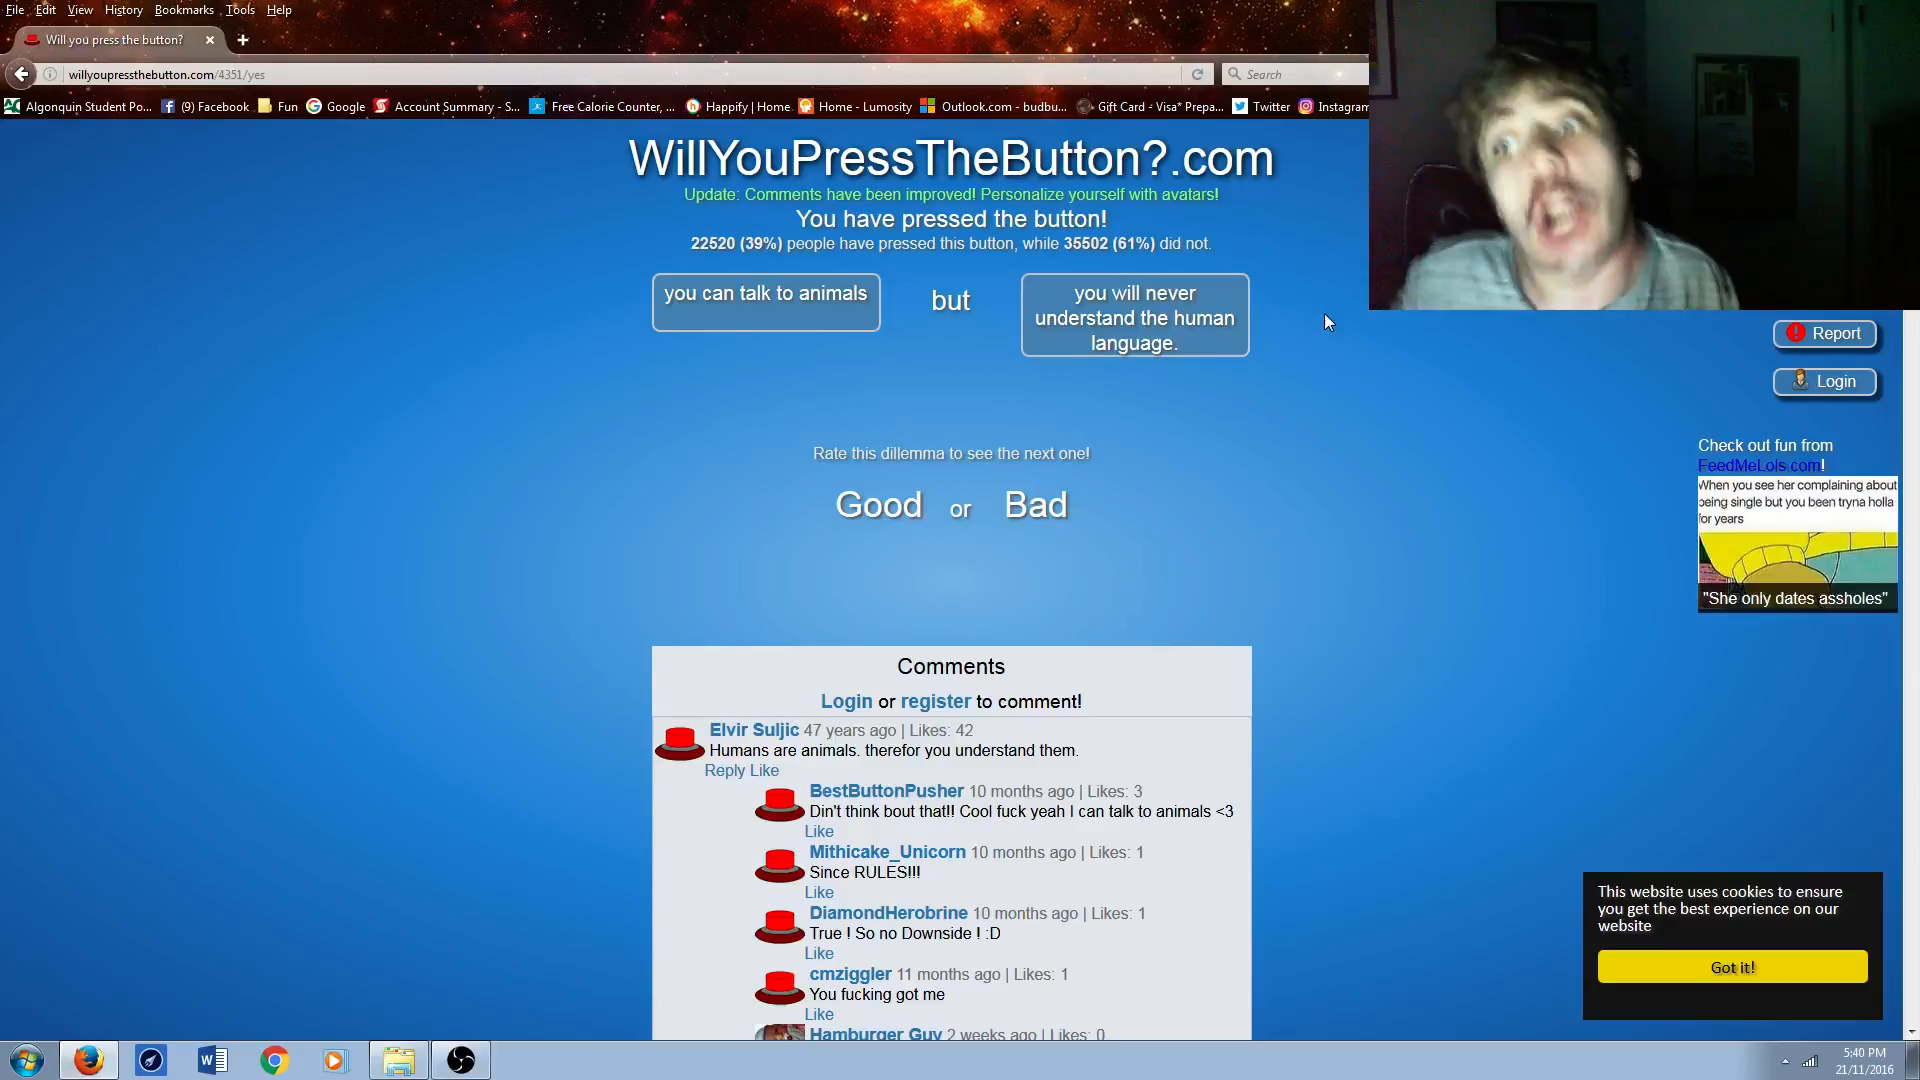 File Edit View History Bookmarks Tools Help
Will you press the button?
willyoupressthebutton.com/4351/yes
Search
Algonquin Student Po... (9) Facebook Fun Google Account Summary - S... Free Calorie Counter, ... Happify | Home Home - Lumosity Outlook.com - budbu... Gift Card - Visa* Prepa... Twitter Instagram
WillYouPressTheButton?.com
Update: Comments have been improved! Personalize yourself with avatars!
You have pressed the button!
22520 (39%) people have pressed this button, while 35502 (61%) did not.
you can talk to animals
but
you will never
understand the human
language.
Report
Login
Rate this dillemma to see the next one!
Good or Bad
Check out fun from
FeedMeLols.com!
When you see her complaining about
being single but you been tryna holla
for years
"She only dates assholes"
Comments
Login or register to comment!
Elvir Suljic 47 years ago | Likes: 42
Humans are animals. therefor you understand them.
Reply Like
BestButtonPusher 10 months ago | Likes: 3
Din't think bout that!! Cool fuck yeah I can talk to animals <3
Like
Mithicake_Unicorn 10 months ago | Likes: 1
Since RULES!!!
Like
DiamondHerobrine 10 months ago | Likes: 1
True ! So no Downside ! :D
Like
cmziggler 11 months ago | Likes: 1
You fucking got me
Like
Hamburger Guy 2 weeks ago | Likes: 0
This website uses cookies to ensure
you get the best experience on our
website
Got it!
5:40 PM
21/11/2016